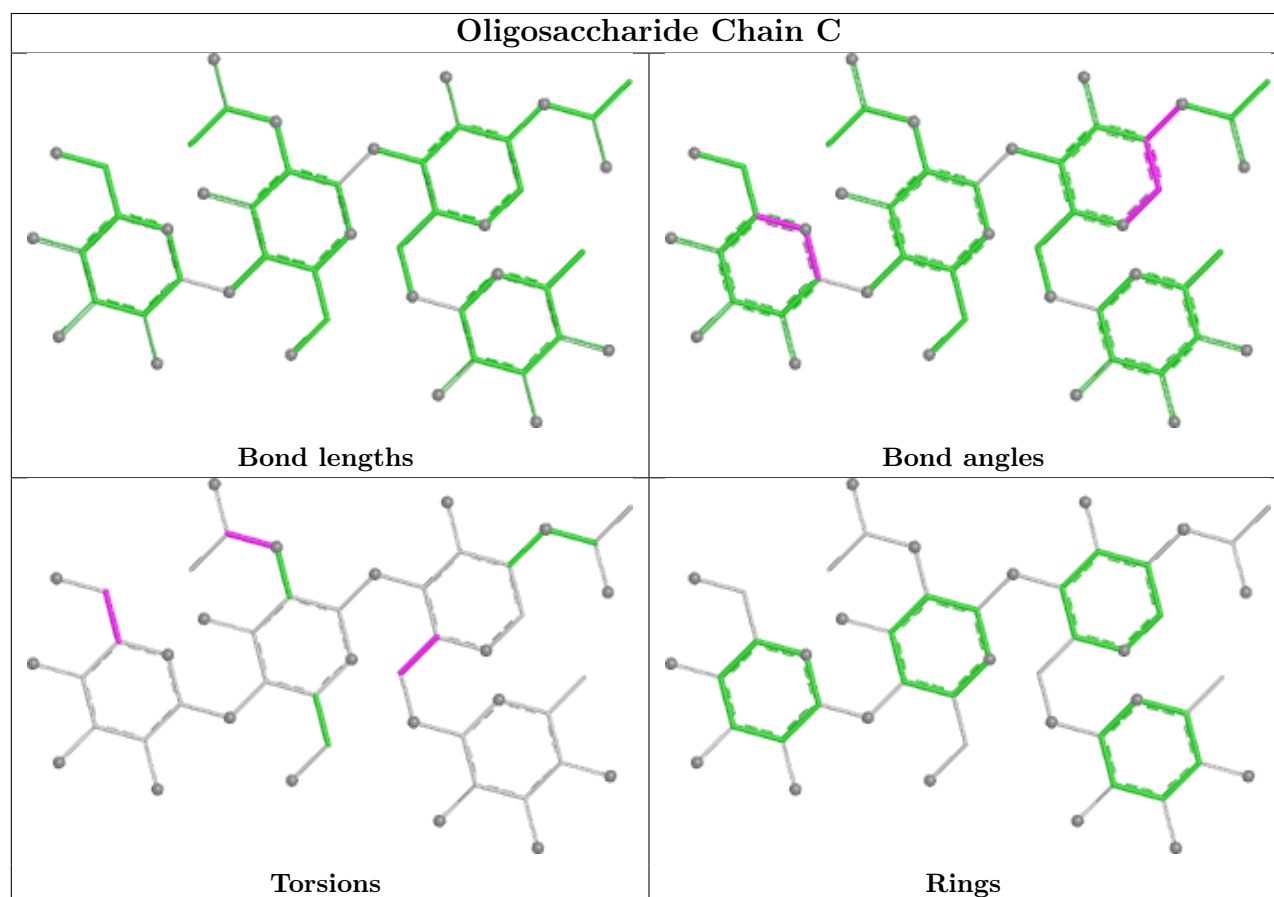 Oligosaccharide Chain C
Bond lengths
Bond angles
Torsions
Rings